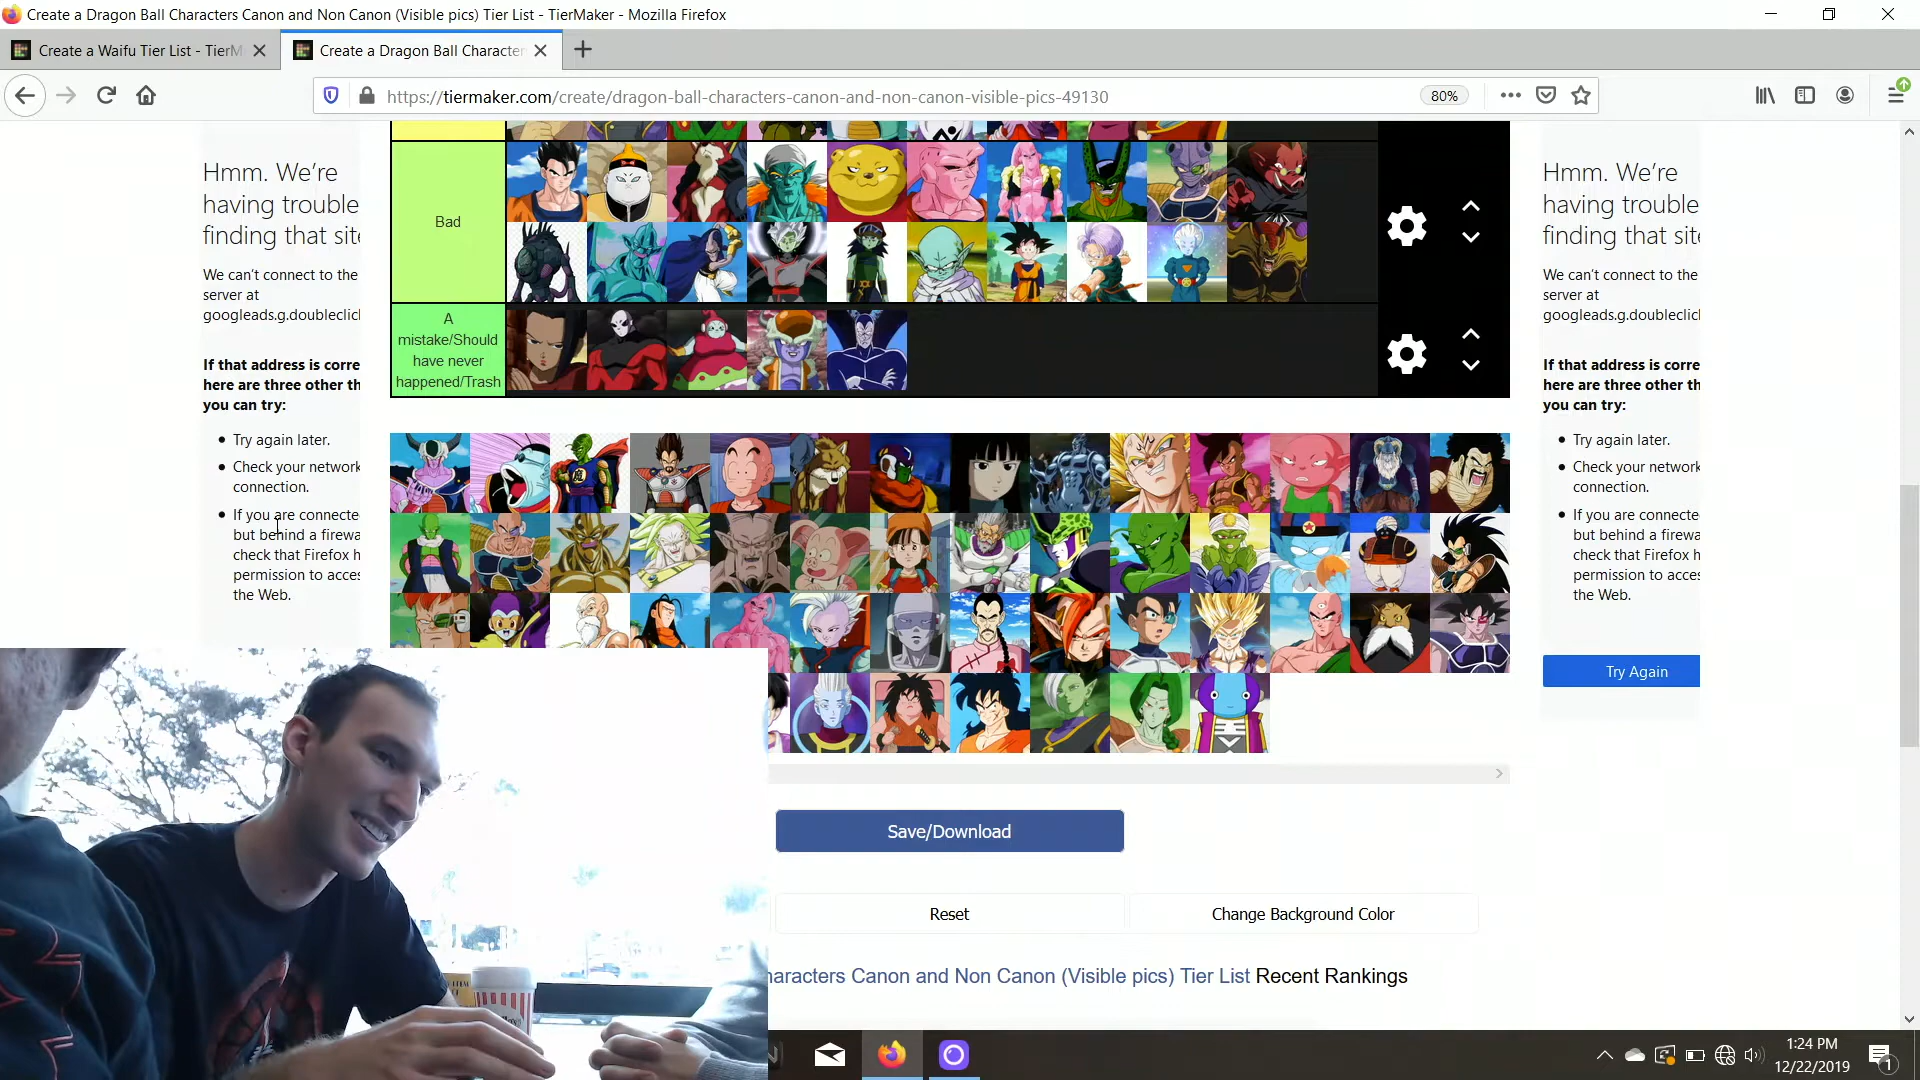 Create a Dragon Ball Characters Canon and Non Canon (Visible pics) Tier List - TierMaker - Mozilla Firefox
Create a Waifu Tier List - TierM
Create a Dragon Ball Character
https://tiermaker.com/create/dragon-ball-characters-canon-and-non-canon-visible-pics-49130
80%
Hmm. We're
having trouble
finding that site
We can't connect to the
server at
googleads.g.doubleclic
If that address is corre
here are three other th
you can try:
Try again later.
Check your network
connection.
If you are connecte
but behind a firewa
check that Firefox h
permission to acces
the Web.
Bad
A
mistake/Should
have never
happened/Trash
Hmm. We're
having trouble
finding that site
We can't connect to the
server at
googleads.g.doubleclic
If that address is corre
here are three other th
you can try:
Try again later.
Check your network
connection.
If you are connecte
but behind a firewa
check that Firefox h
permission to acces
the Web.
Try Again
Save/Download
Reset
Change Background Color
haracters Canon and Non Canon (Visible pics) Tier List Recent Rankings
1:24 PM
12/22/2019
1